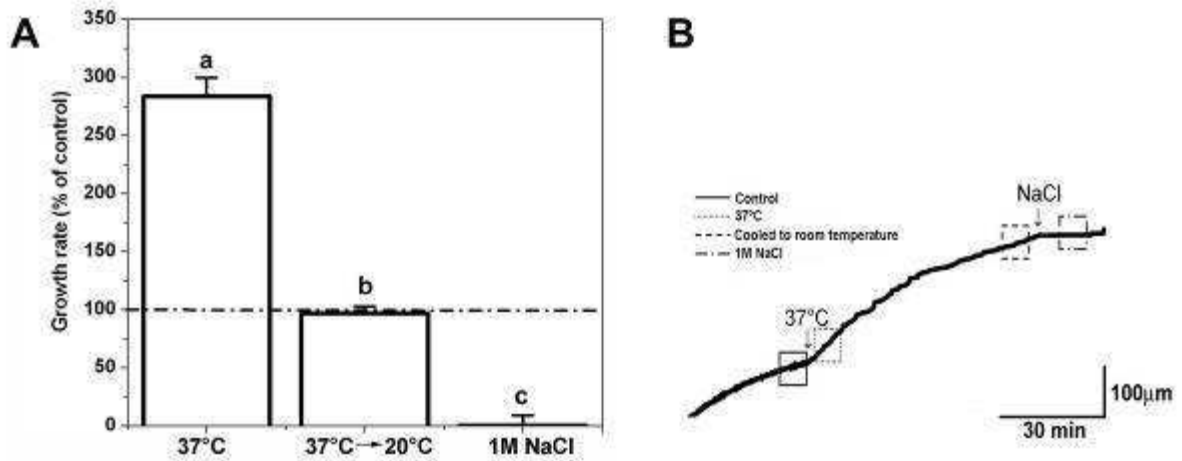 A
Growth rate (% of control)
350
300
250
200
150
100
50
0
a
b
c
37°C
37°C→20°C
1M NaCl
B
Control
37°C
Cooled to room temperature
1M NaCl
37°C
NaCl
100µm
30 min